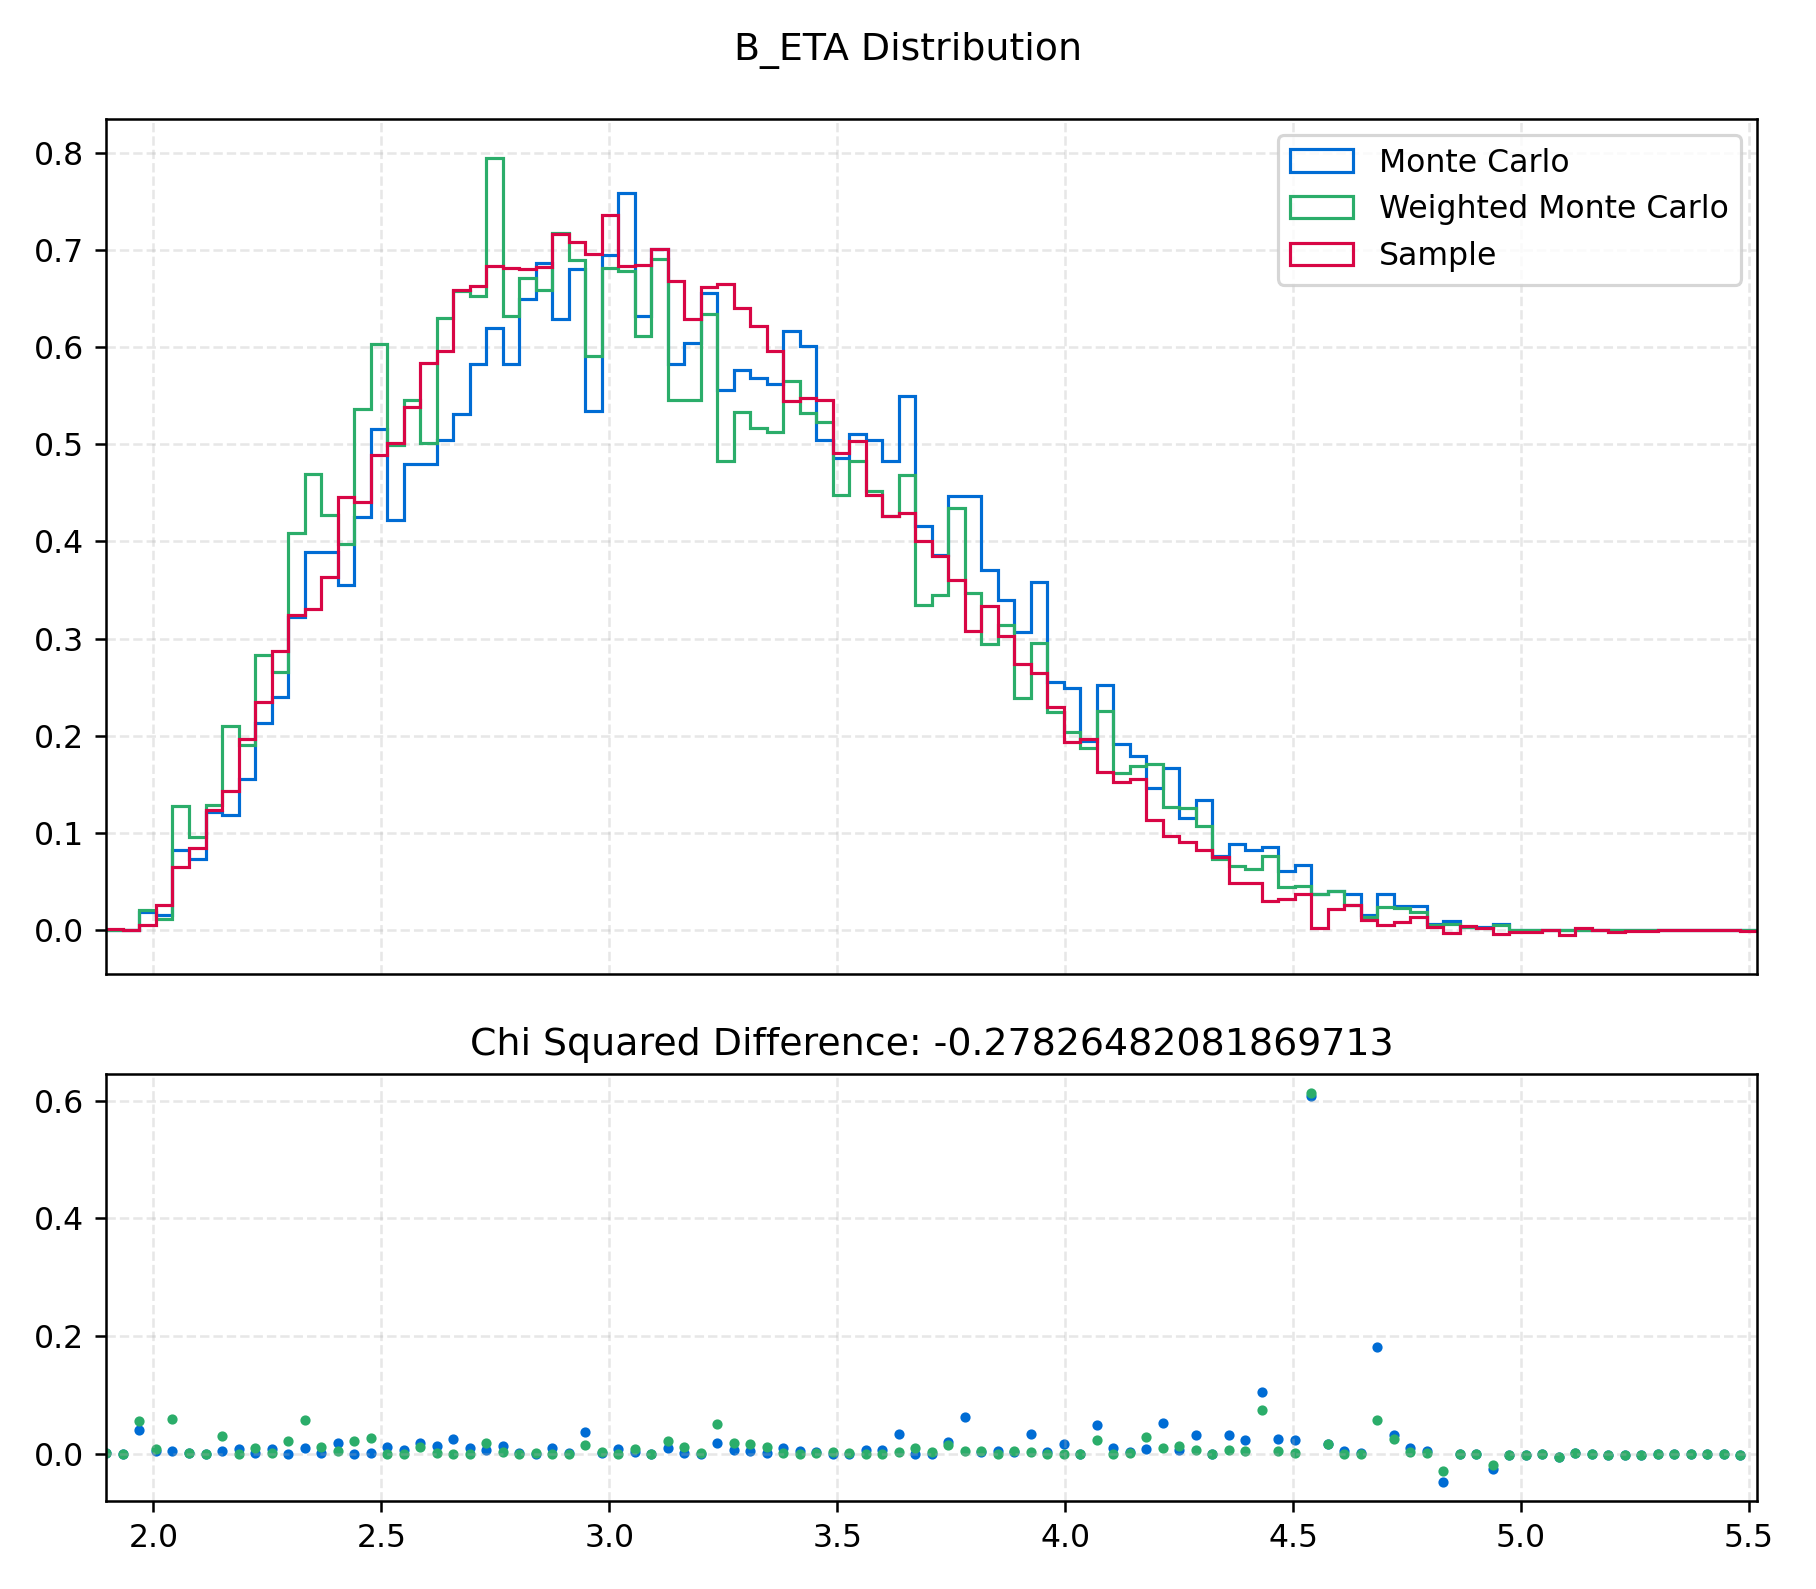 B_ETA Distribution
0.8
0.7
0.6
0.5
0.4
0.3
0.2
0.1
0.0
Monte Carlo
Weighted Monte Carlo
Sample
Chi Squared Difference: -0.27826482081869713
0.6
0.4
0.2
0.0
2.0 2.5 3.0 3.5 4.0 4.5 5.0 5.5